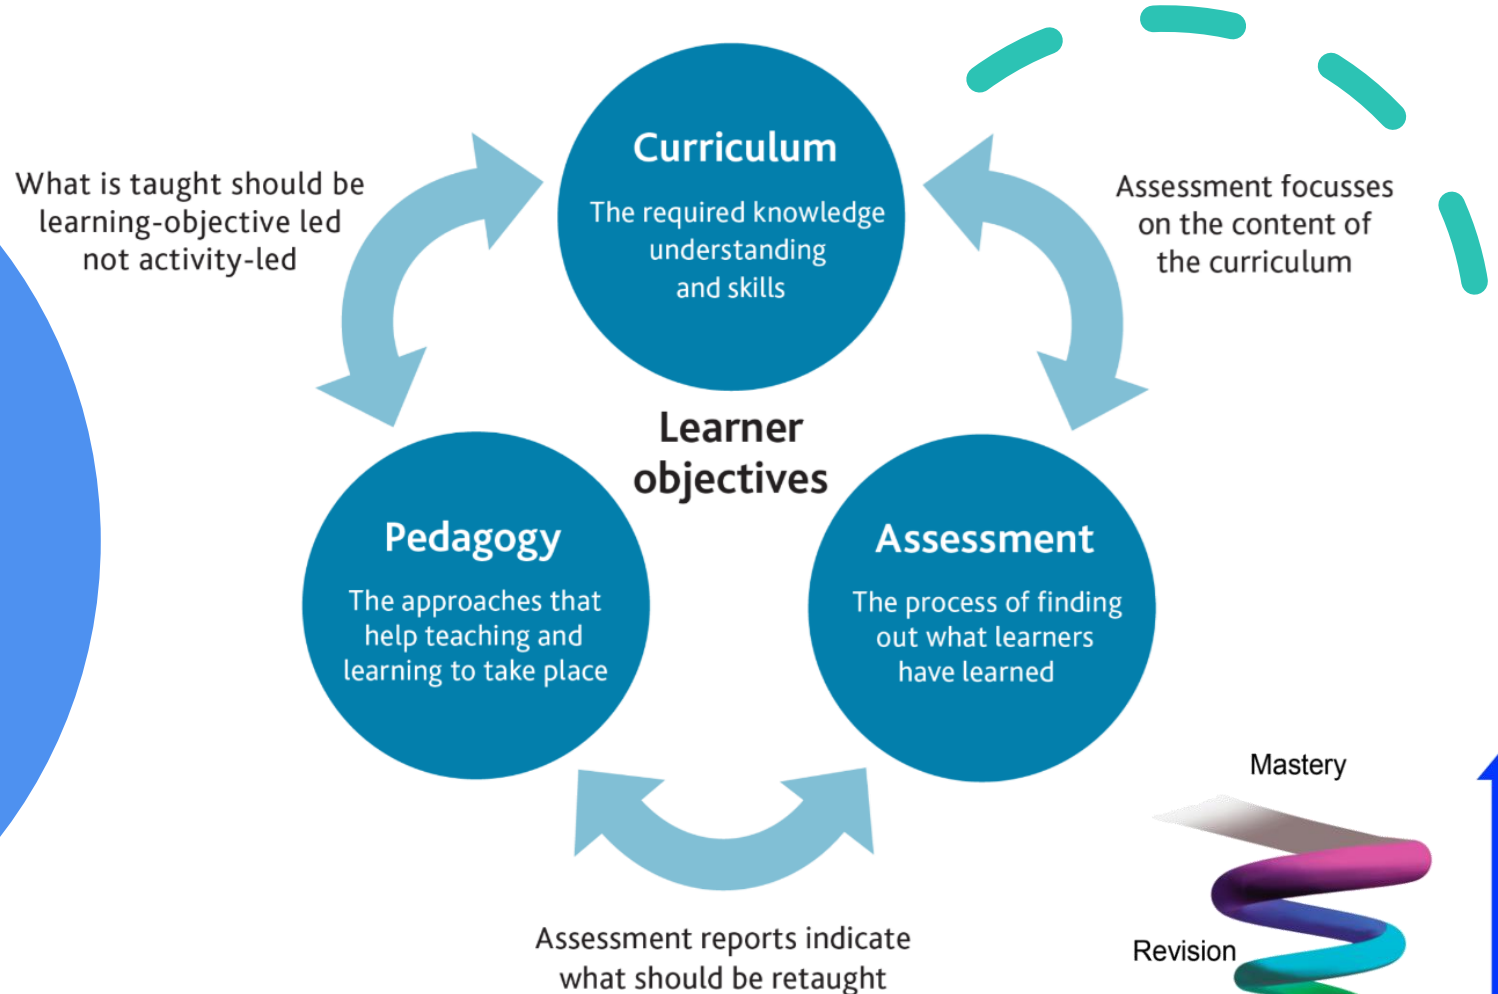 Curriculum
The required knowledge
understanding
and skills
What is taught should be
learning-objective led
not activity-led
Assessment focusses
on the content of
the curriculum
Learner
objectives
Pedagogy
The approaches that
help teaching and
learning to take place
Assessment
The process of finding
out what learners
have learned
Assessment reports indicate
what should be retaught
Mastery
Revision